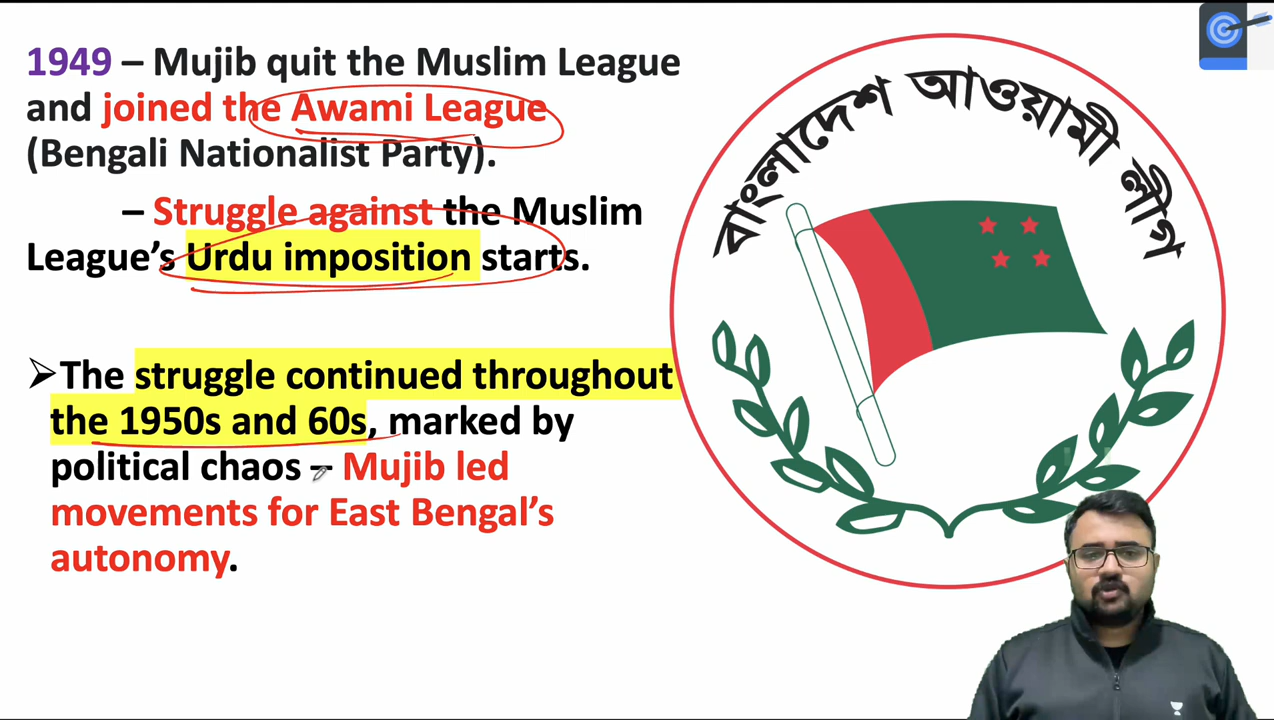 1949 – Mujib quit the Muslim League
and joined the Awami League
(Bengali Nationalist Party).
– Struggle against the Muslim
League’s Urdu imposition starts.
➢The struggle continued throughout
the 1950s and 60s, marked by
political chaos – Mujib led
movements for East Bengal’s
autonomy.
বাংলাদেশ আওয়ামী লীগ